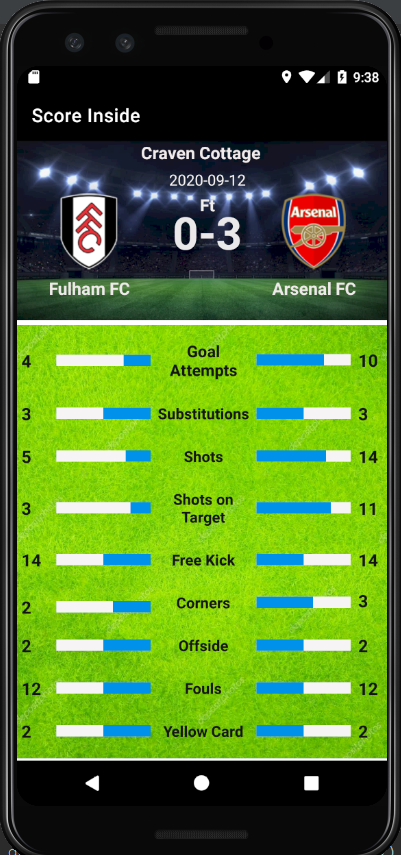 9:38
Score Inside
Craven Cottage
2020-09-12
Ft
0-3
Arsenal
FFC
Fulham FC
Arsenal FC
4 Goal Attempts 10
3 Substitutions 3
5 Shots 14
3 Shots on Target 11
14 Free Kick 14
2 Corners 3
2 Offside 2
12 Fouls 12
2 Yellow Card 2